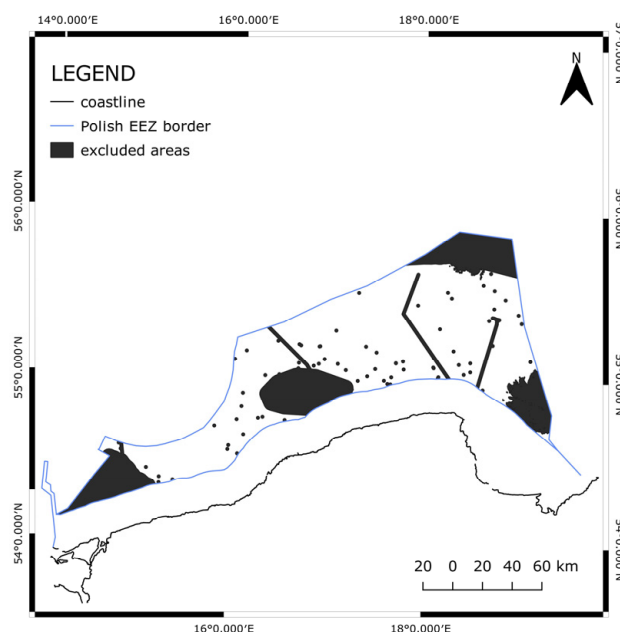 14°0.000'E 16°0.000'E 18°0.000'E
LEGEND
coastline
Polish EEZ border
excluded areas
N
56°0.000'N
55°0.000'N
54°0.000'N
20 0 20 40 60 km
16°0.000'E 18°0.000'E